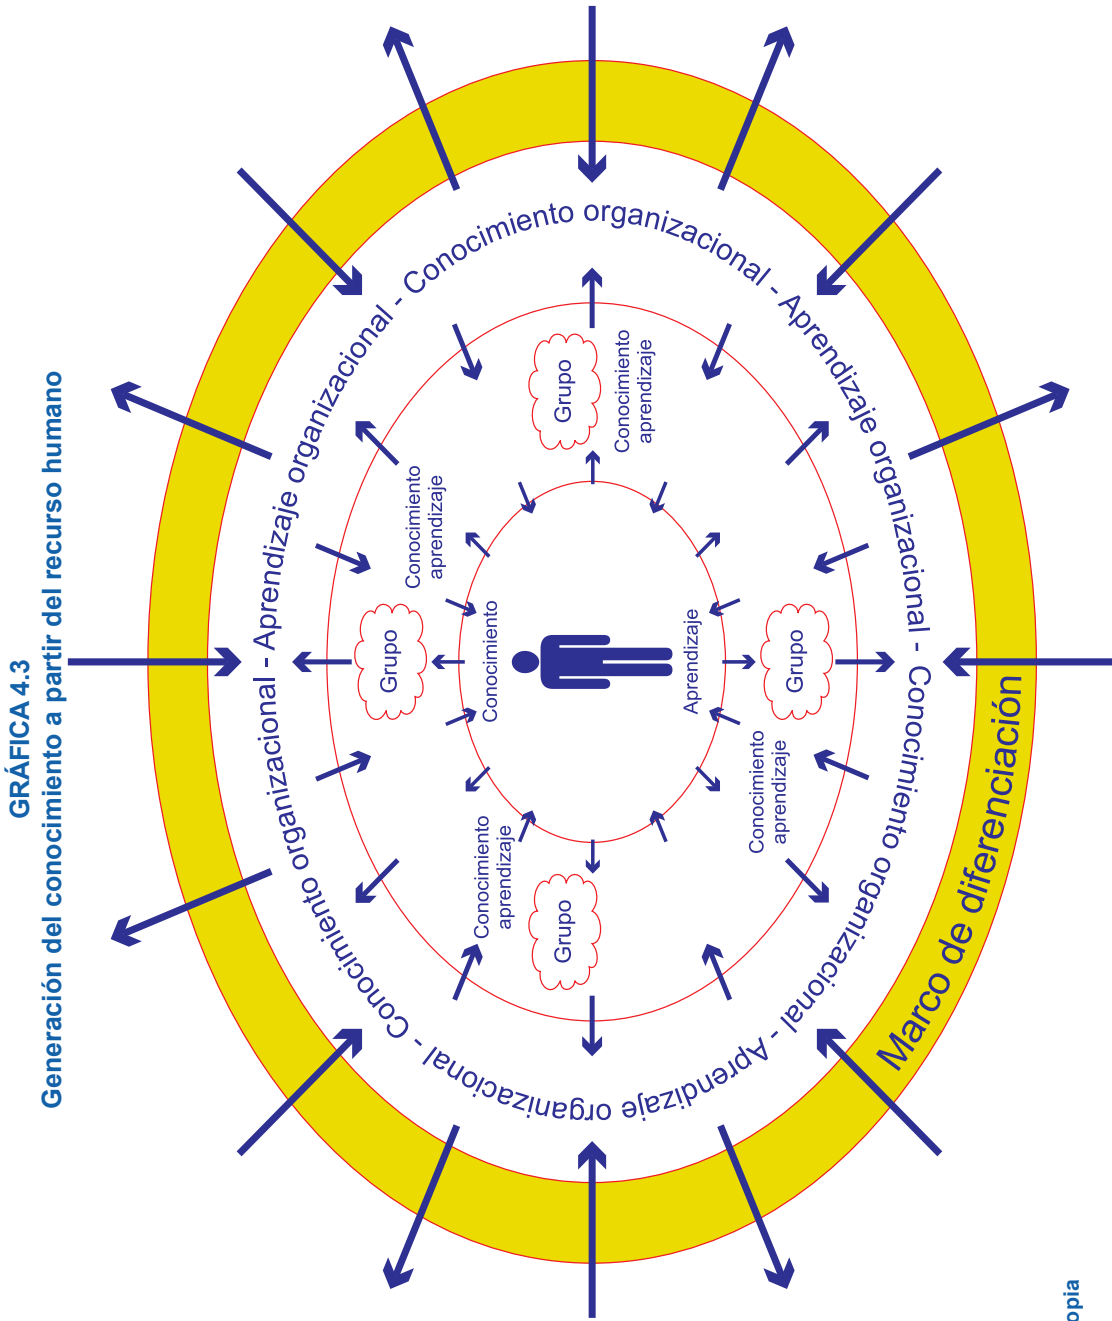 GRÁFICA 4.3
Generación del conocimiento a partir del recurso humano
Conocimiento organizacional - Aprendizaje organizacional - Conocimiento organizacional - Aprendizaje organizacional - Conocimiento organizacional - Aprendizaje organizacional -
Grupo
Conocimiento
aprendizaje
Conocimiento
aprendizaje
Conocimiento
Grupo
Grupo
Conocimiento
aprendizaje
Aprendizaje
Conocimiento
aprendizaje
Grupo
Marco de diferenciación
opia